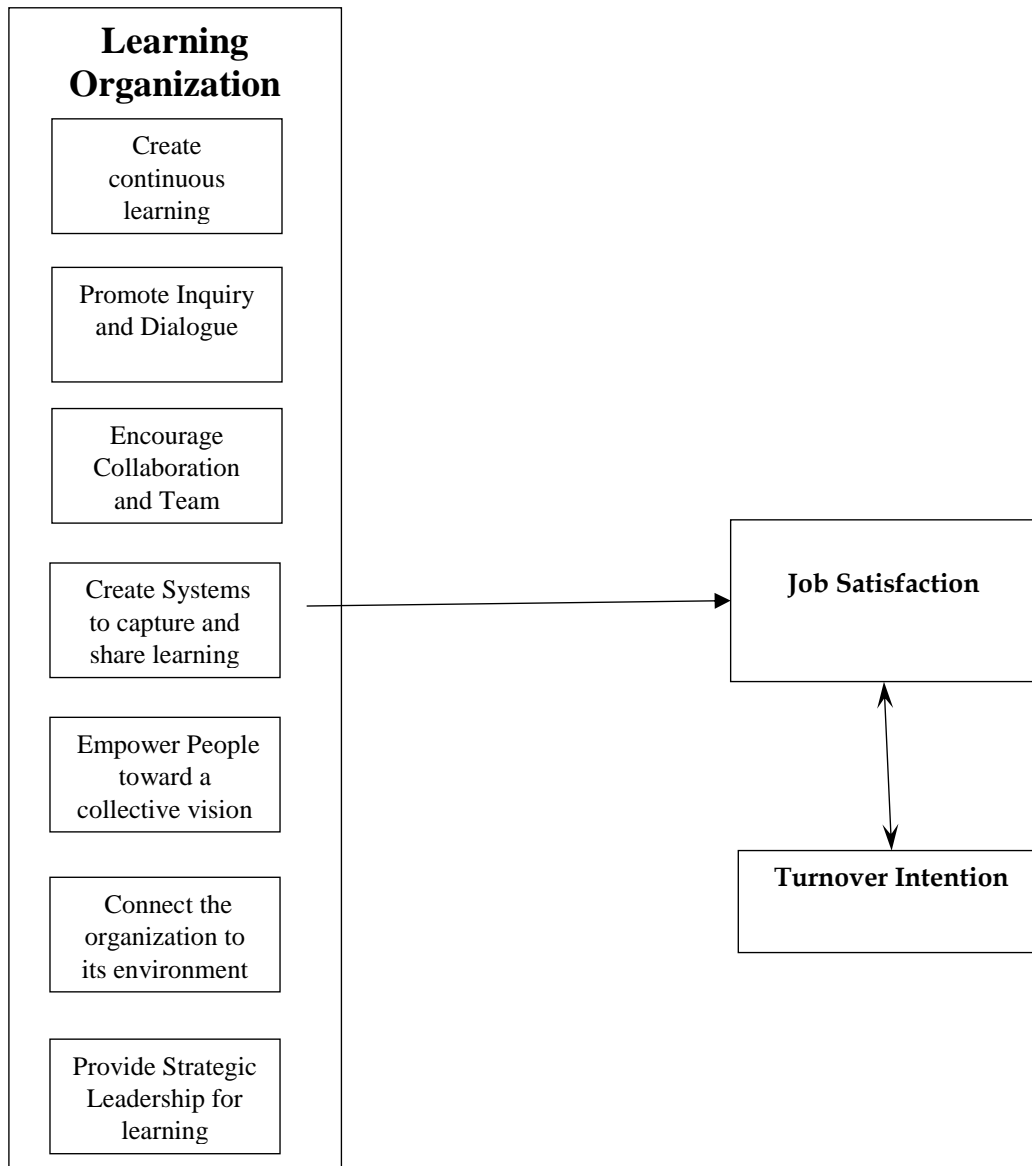 Learning
Organization
Create
continuous
learning
Promote Inquiry
and Dialogue
Encourage
Collaboration
and Team
Create Systems
to capture and
share learning
Empower People
toward a
collective vision
Connect the
organization to
its environment
Provide Strategic
Leadership for
learning
Job Satisfaction
Turnover Intention